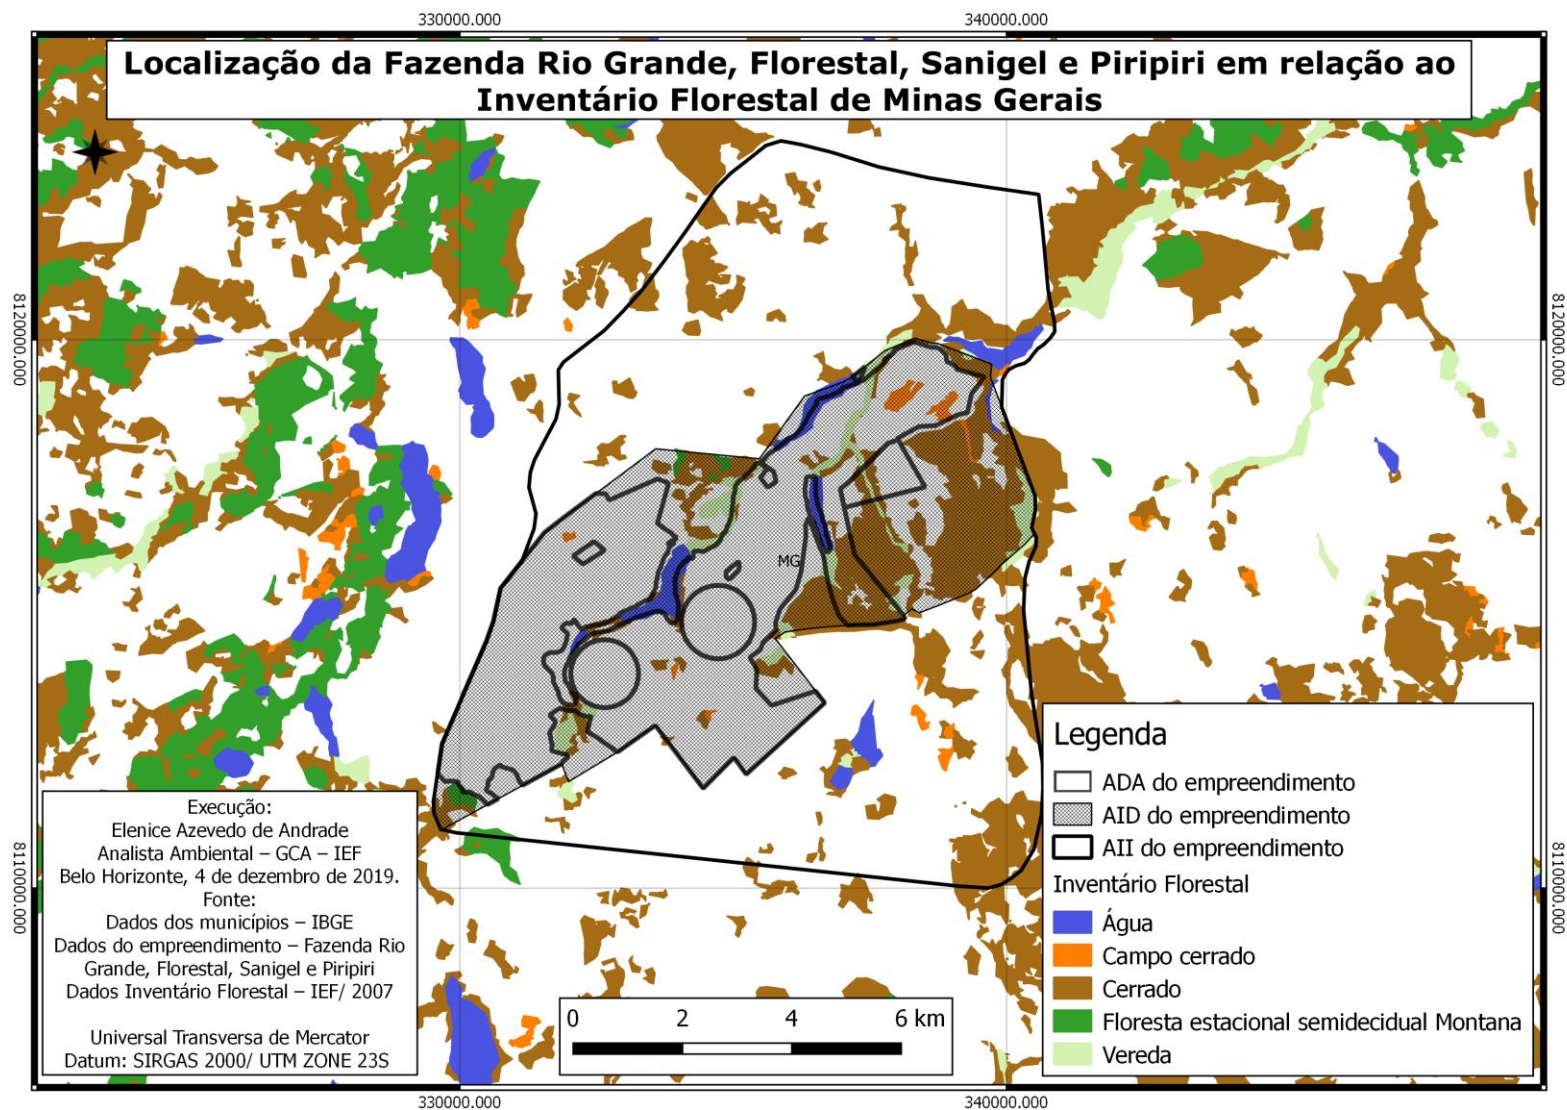 330000.000
340000.000
Localização da Fazenda Rio Grande, Florestal, Sanigel e Piripiri em relação ao
Inventário Florestal de Minas Gerais
8120000.000
8120000.000
MG
8110000.000
8110000.000
Execução:
Elenice Azevedo de Andrade
Analista Ambiental – GCA – IEF
Belo Horizonte, 4 de dezembro de 2019.
Fonte:
Dados dos municípios – IBGE
Dados do empreendimento – Fazenda Rio
Grande, Florestal, Sanigel e Piripiri
Dados Inventário Florestal – IEF/ 2007
Universal Transversa de Mercator
Datum: SIRGAS 2000/ UTM ZONE 23S
0 2 4 6 km
Legenda
ADA do empreendimento
AID do empreendimento
AII do empreendimento
Inventário Florestal
Água
Campo cerrado
Cerrado
Floresta estacional semidecidual Montana
Vereda
330000.000
340000.000